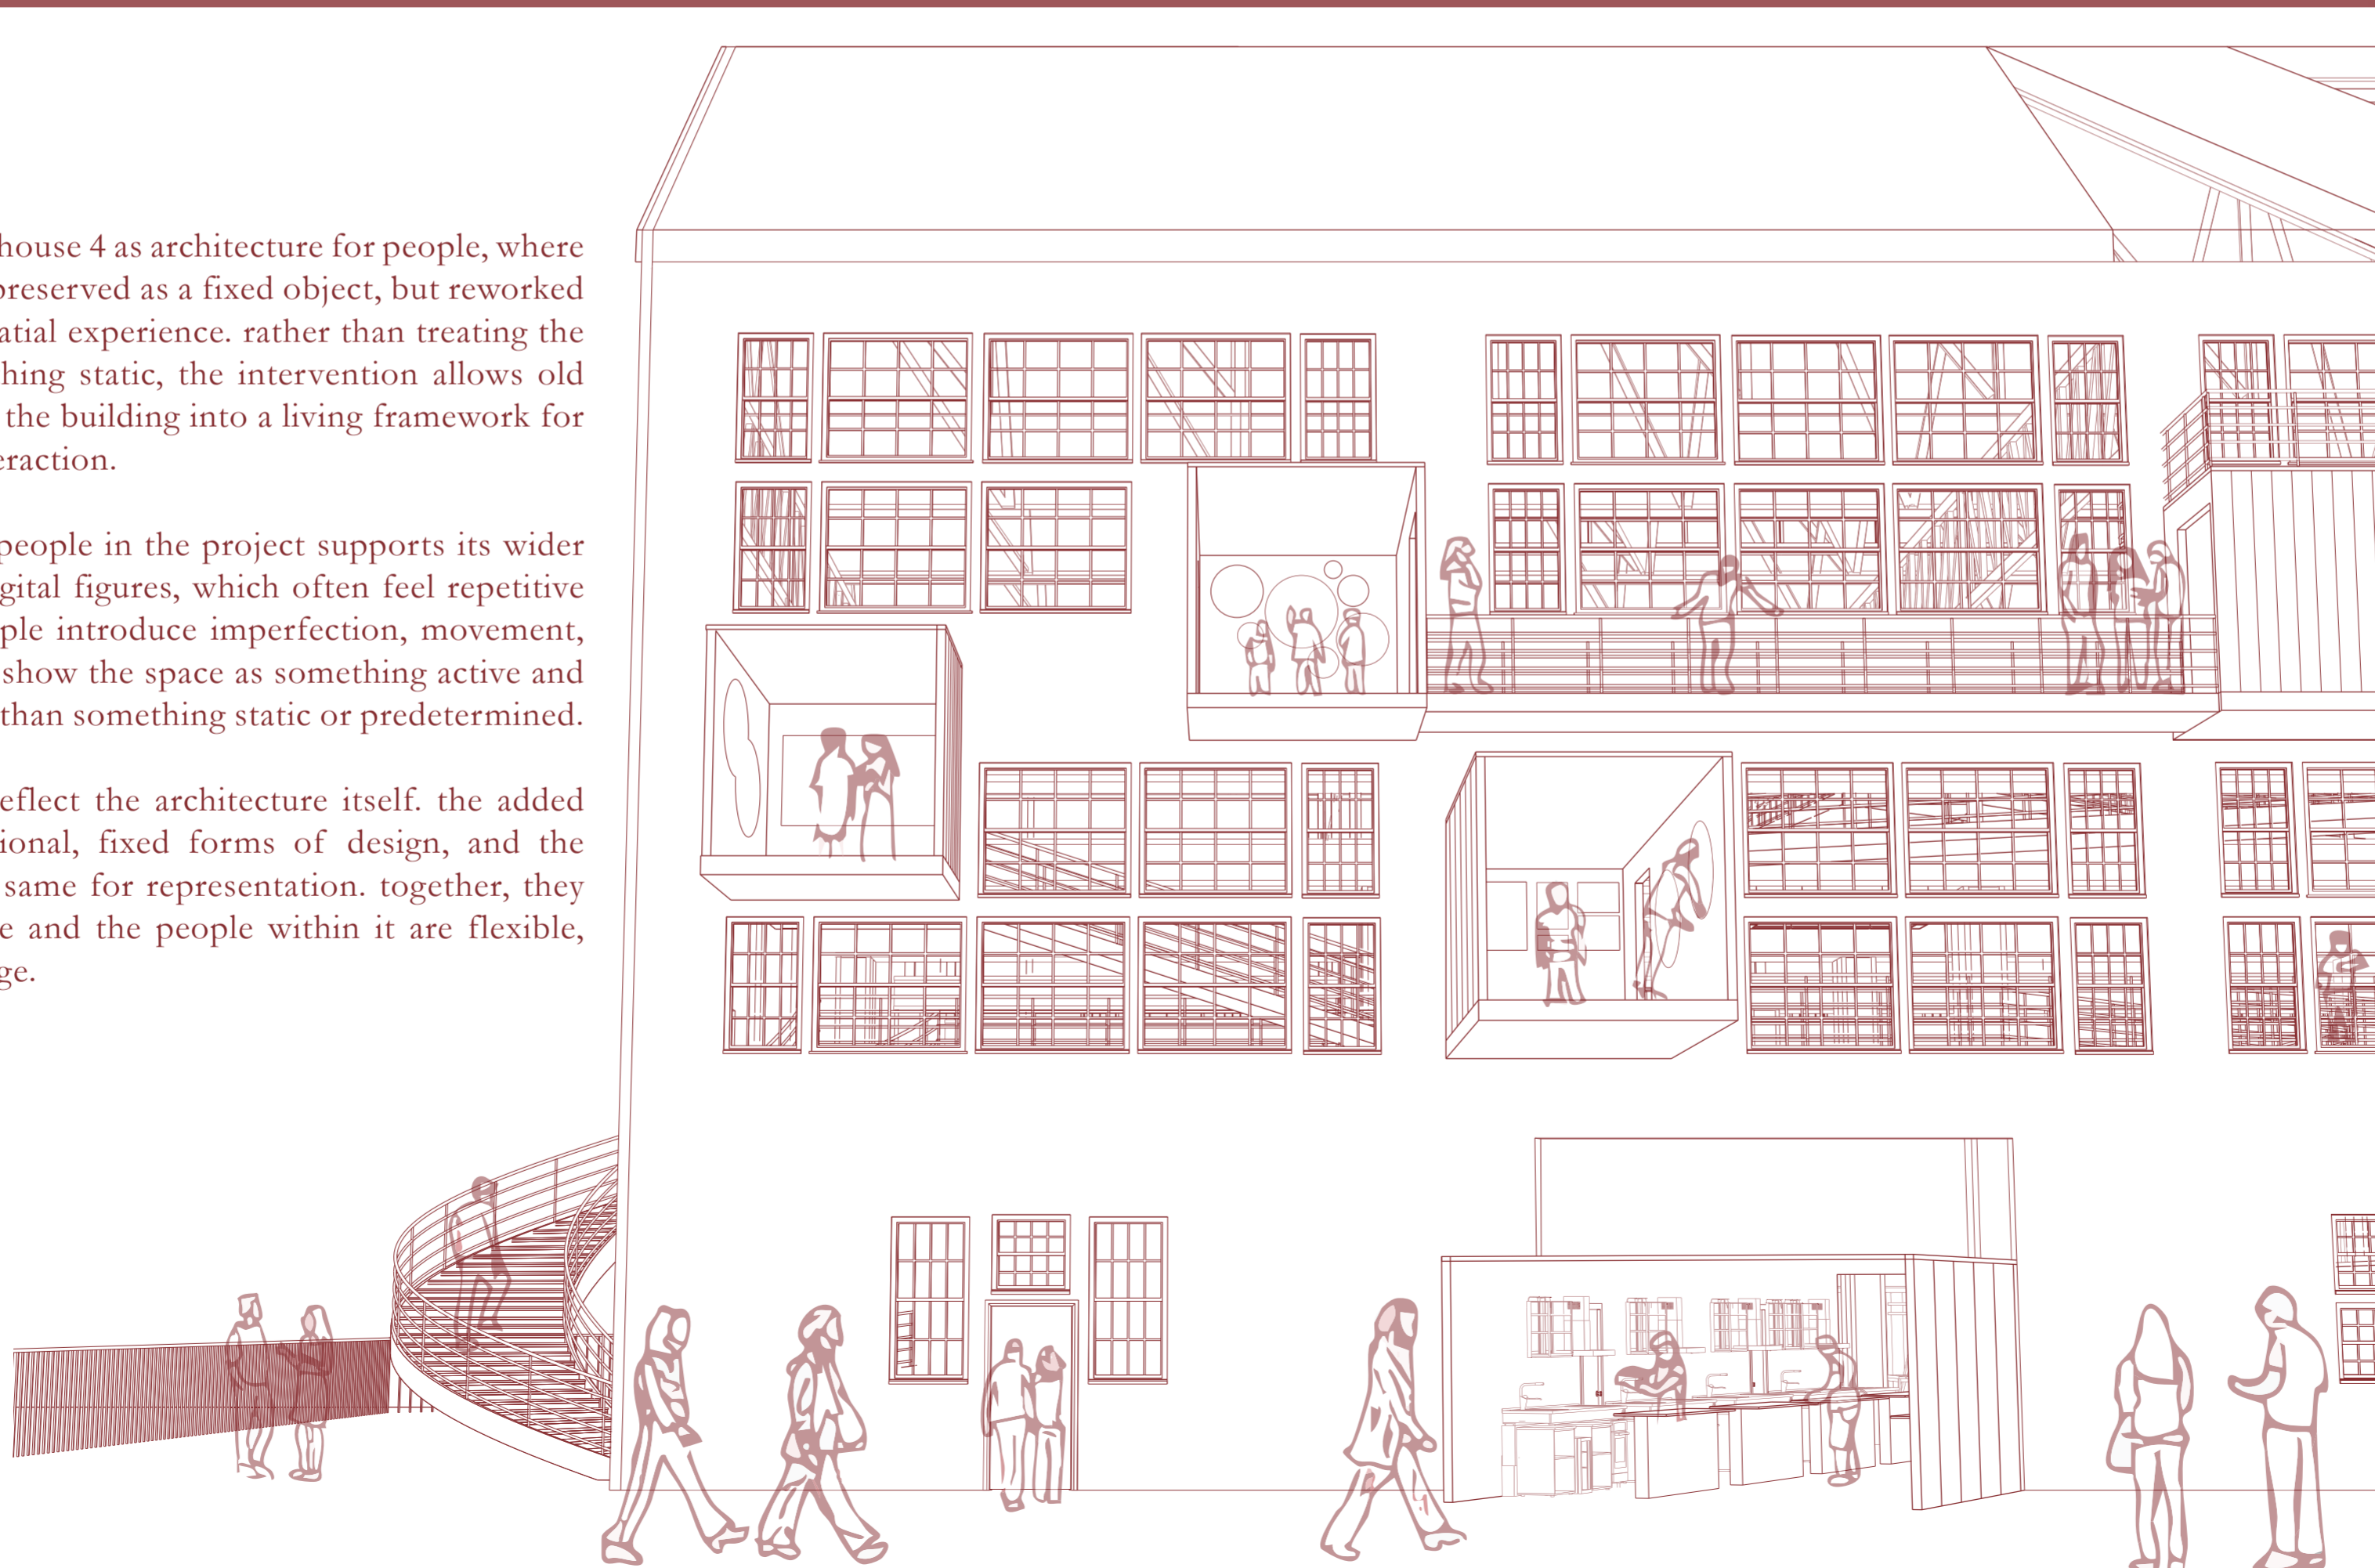 house 4 as architecture for people, where
preserved as a fixed object, but reworked
atial experience. rather than treating the
hing static, the intervention allows old
the building into a living framework for
eraction.
people in the project supports its wider
gital figures, which often feel repetitive
ple introduce imperfection, movement,
show the space as something active and
than something static or predetermined.
eflect the architecture itself. the added
ional, fixed forms of design, and the
same for representation. together, they
e and the people within it are flexible,
ge.